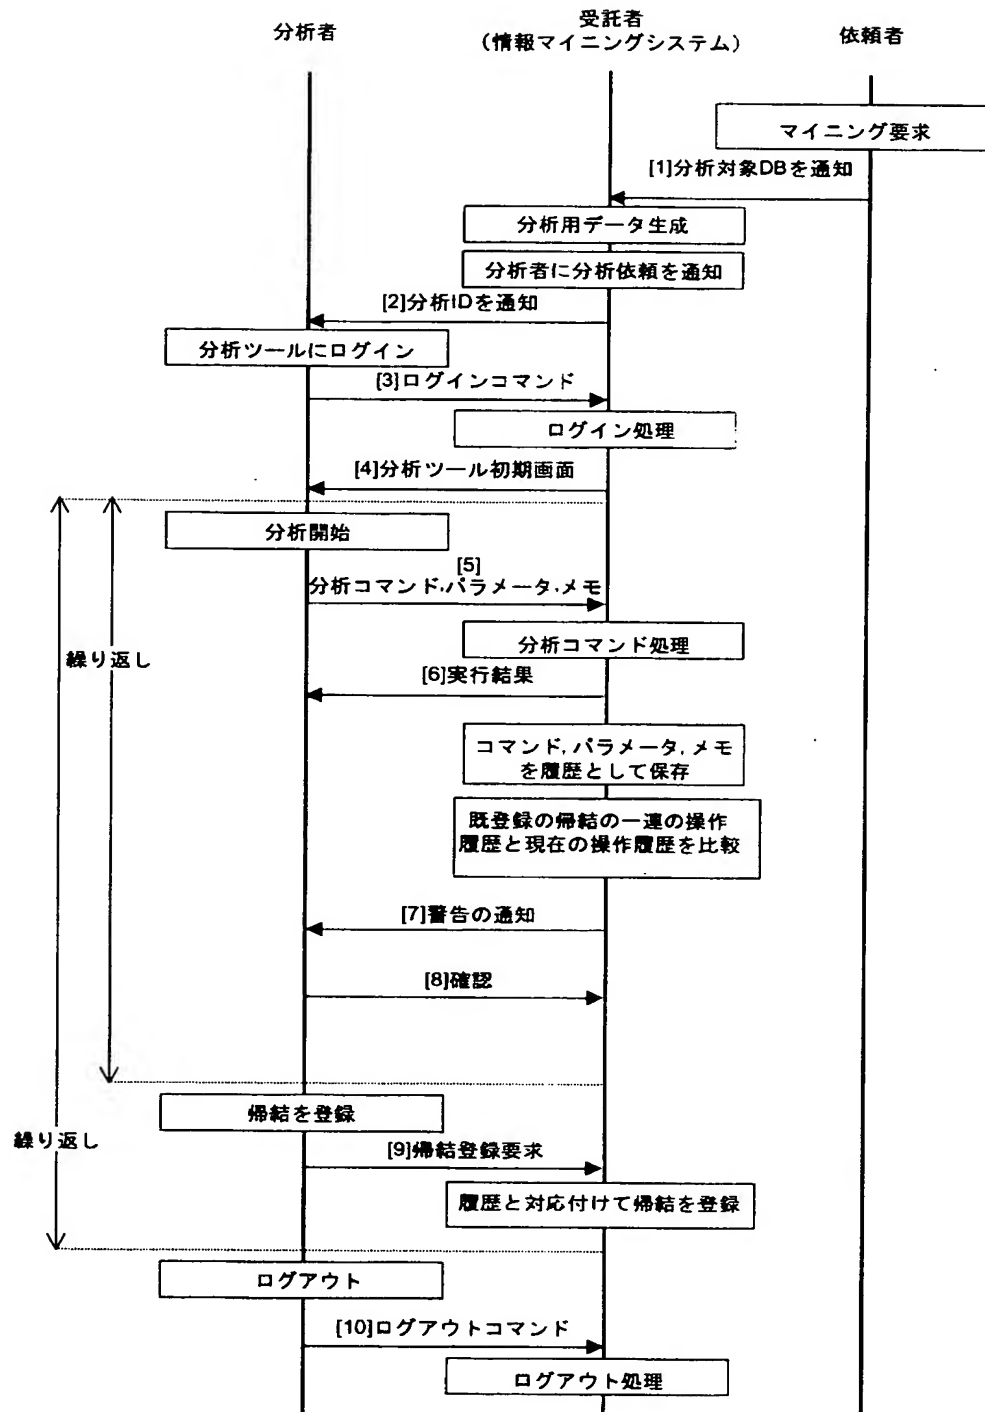 分析者
受託者
（情報マイニングシステム）
依頼者
マイニング要求
[1]分析対象DBを通知
分析用データ生成
分析者に分析依頼を通知
[2]分析IDを通知
分析ツールにログイン
[3]ログインコマンド
ログイン処理
[4]分析ツール初期画面
分析開始
[5]
分析コマンド,パラメータ,メモ
分析コマンド処理
繰り返し
[6]実行結果
コマンド,パラメータ,メモ
を履歴として保存
既登録の帰結の一連の操作
履歴と現在の操作履歴を比較
[7]警告の通知
[8]確認
帰結を登録
繰り返し
[9]帰結登録要求
履歴と対応付けて帰結を登録
ログアウト
[10]ログアウトコマンド
ログアウト処理